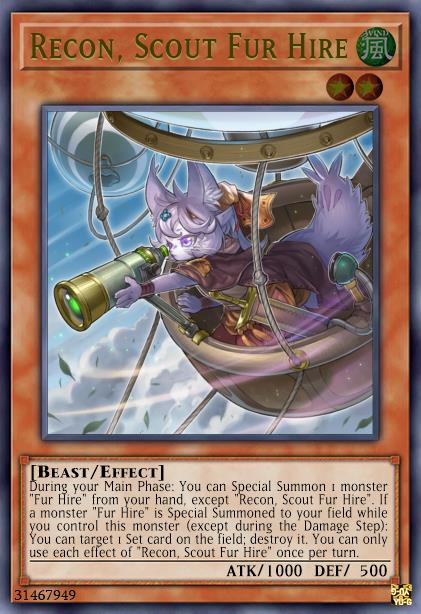 RECON, SCOUT FUR HIRE
WIND
風
[BEAST/EFFECT]
During your Main Phase: You can Special Summon 1 monster
"Fur Hire" from your hand, except "Recon, Scout Fur Hire". If
a monster "Fur Hire" is Special Summoned to your field while
you control this monster (except during the Damage Step):
You can target 1 Set card on the field; destroy it. You can only
use each effect of "Recon, Scout Fur Hire" once per turn.
ATK/1000 DEF/ 500
31467949